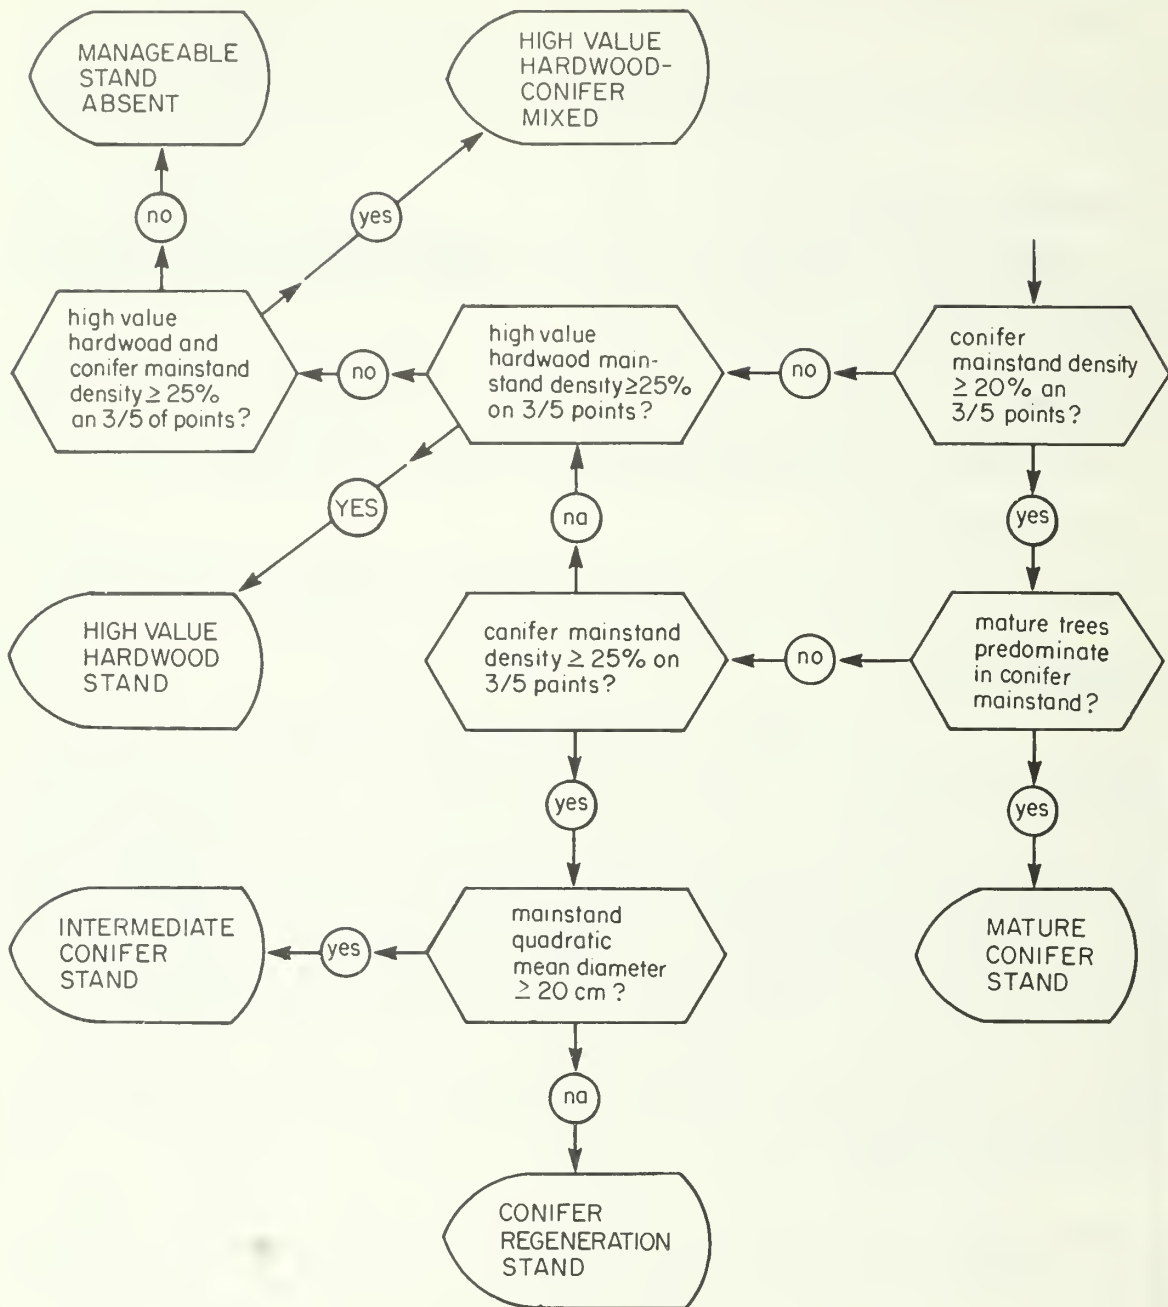 MANAGEABLE
STAND
ABSENT
HIGH VALUE
HARDWOOD-
CONIFER
MIXED
no
yes
high value
hardwoad and
conifer mainstand
density ≥ 25%
an 3/5 of points?
no
high value
hardwoad main-
stand density ≥25%
on 3/5 points?
no
conifer
mainstand density
≥ 20% an
3/5 points?
YES
na
yes
HIGH VALUE
HARDWOOD
STAND
canifer mainstand
density ≥ 25% on
3/5 paints?
no
mature trees
predominate
in conifer
mainstand?
yes
yes
INTERMEDIATE
CONIFER
STAND
yes
mainstand
quadratic
mean diameter
≥ 20 cm?
MATURE
CONIFER
STAND
na
CONIFER
REGENERATION
STAND